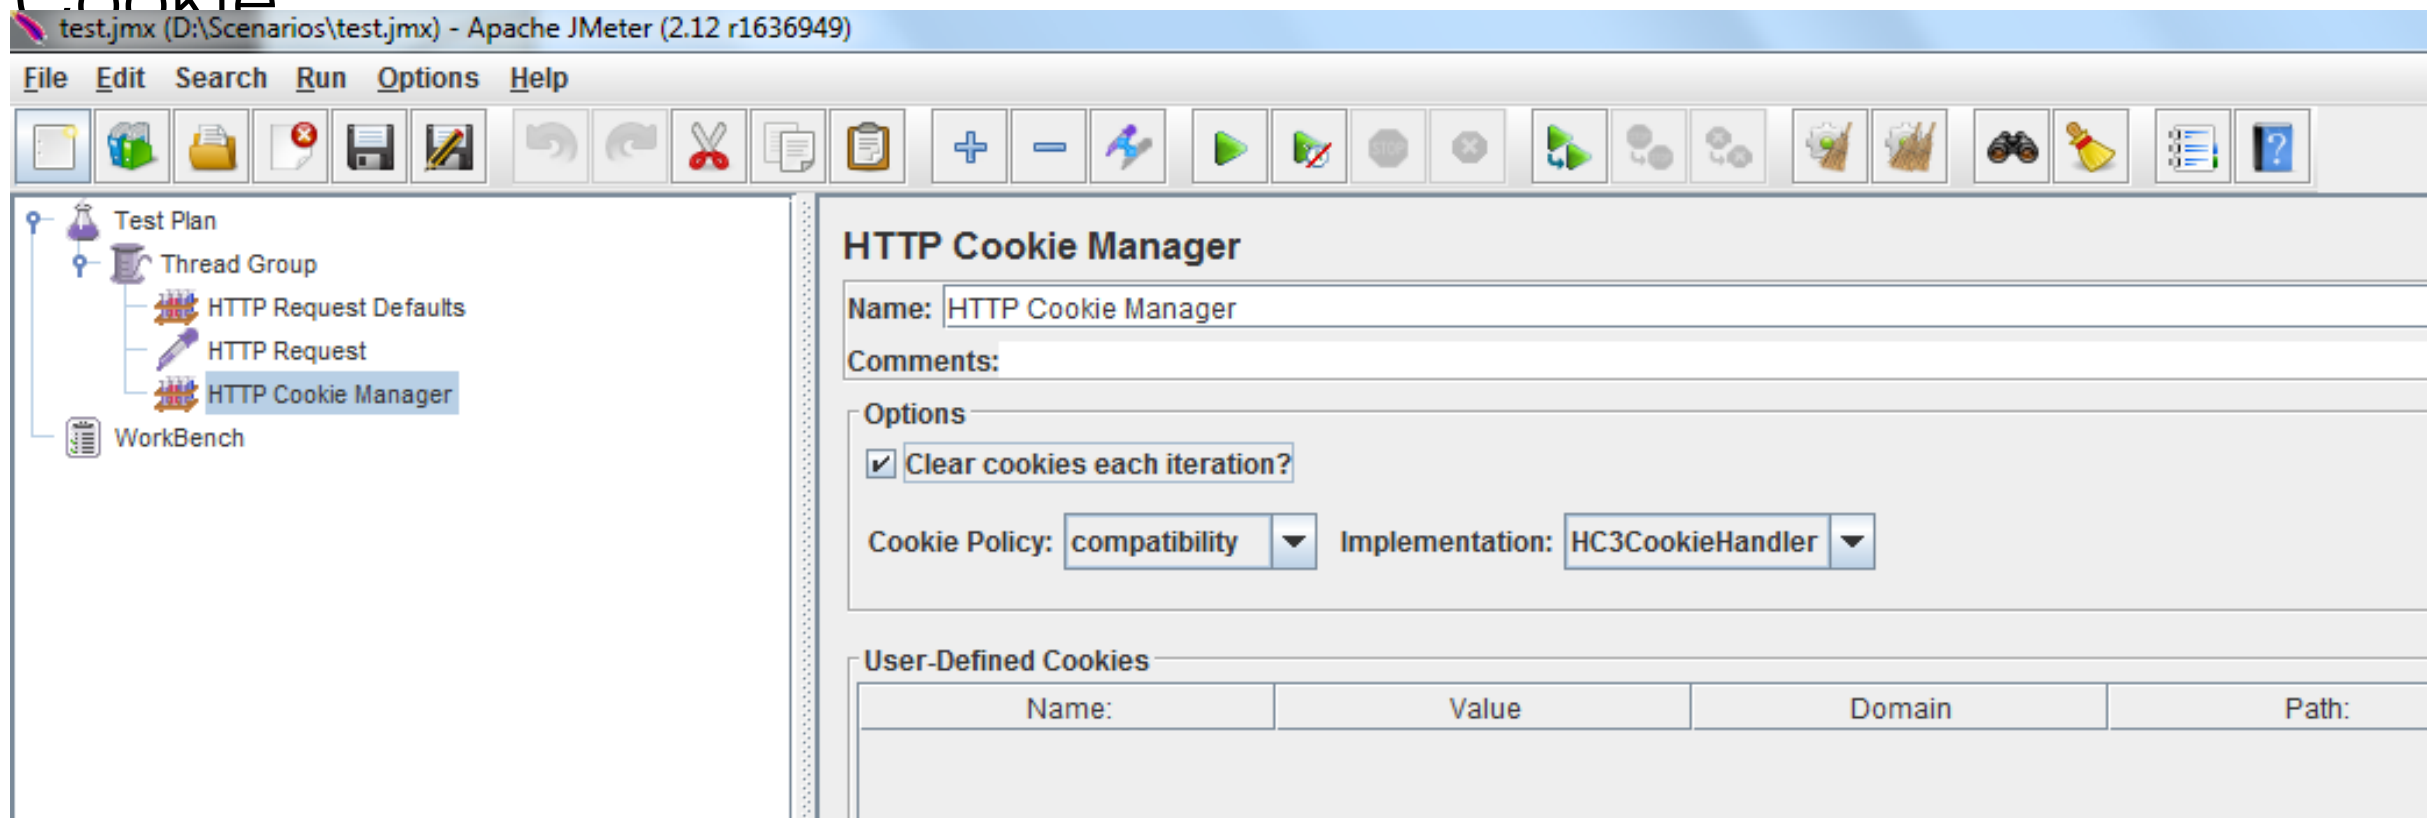 Cookie
test.jmx (D:\Scenarios\test.jmx) - Apache JMeter (2.12 r1636949)
File Edit Search Run Options Help
Test Plan
Thread Group
HTTP Request Defaults
HTTP Request
HTTP Cookie Manager
WorkBench
HTTP Cookie Manager
Name: HTTP Cookie Manager
Comments:
Options
Clear cookies each iteration?
Cookie Policy: compatibility Implementation: HC3CookieHandler
User-Defined Cookies
Name: Value Domain Path: